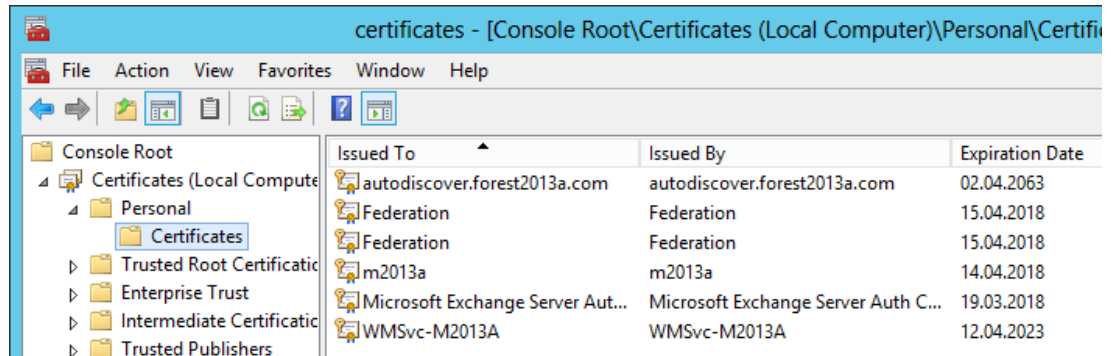 certificates - [Console Root\Certificates (Local Computer)\Personal\Certific
File Action View Favorites Window Help
Console Root
Certificates (Local Compute
Personal
Certificates
Trusted Root Certificatic
Enterprise Trust
Intermediate Certificatic
Trusted Publishers
Issued To Issued By Expiration Date
autodiscover.forest2013a.com autodiscover.forest2013a.com 02.04.2063
Federation Federation 15.04.2018
Federation Federation 15.04.2018
m2013a m2013a 14.04.2018
Microsoft Exchange Server Aut... Microsoft Exchange Server Auth C... 19.03.2018
WMSvc-M2013A WMSvc-M2013A 12.04.2023